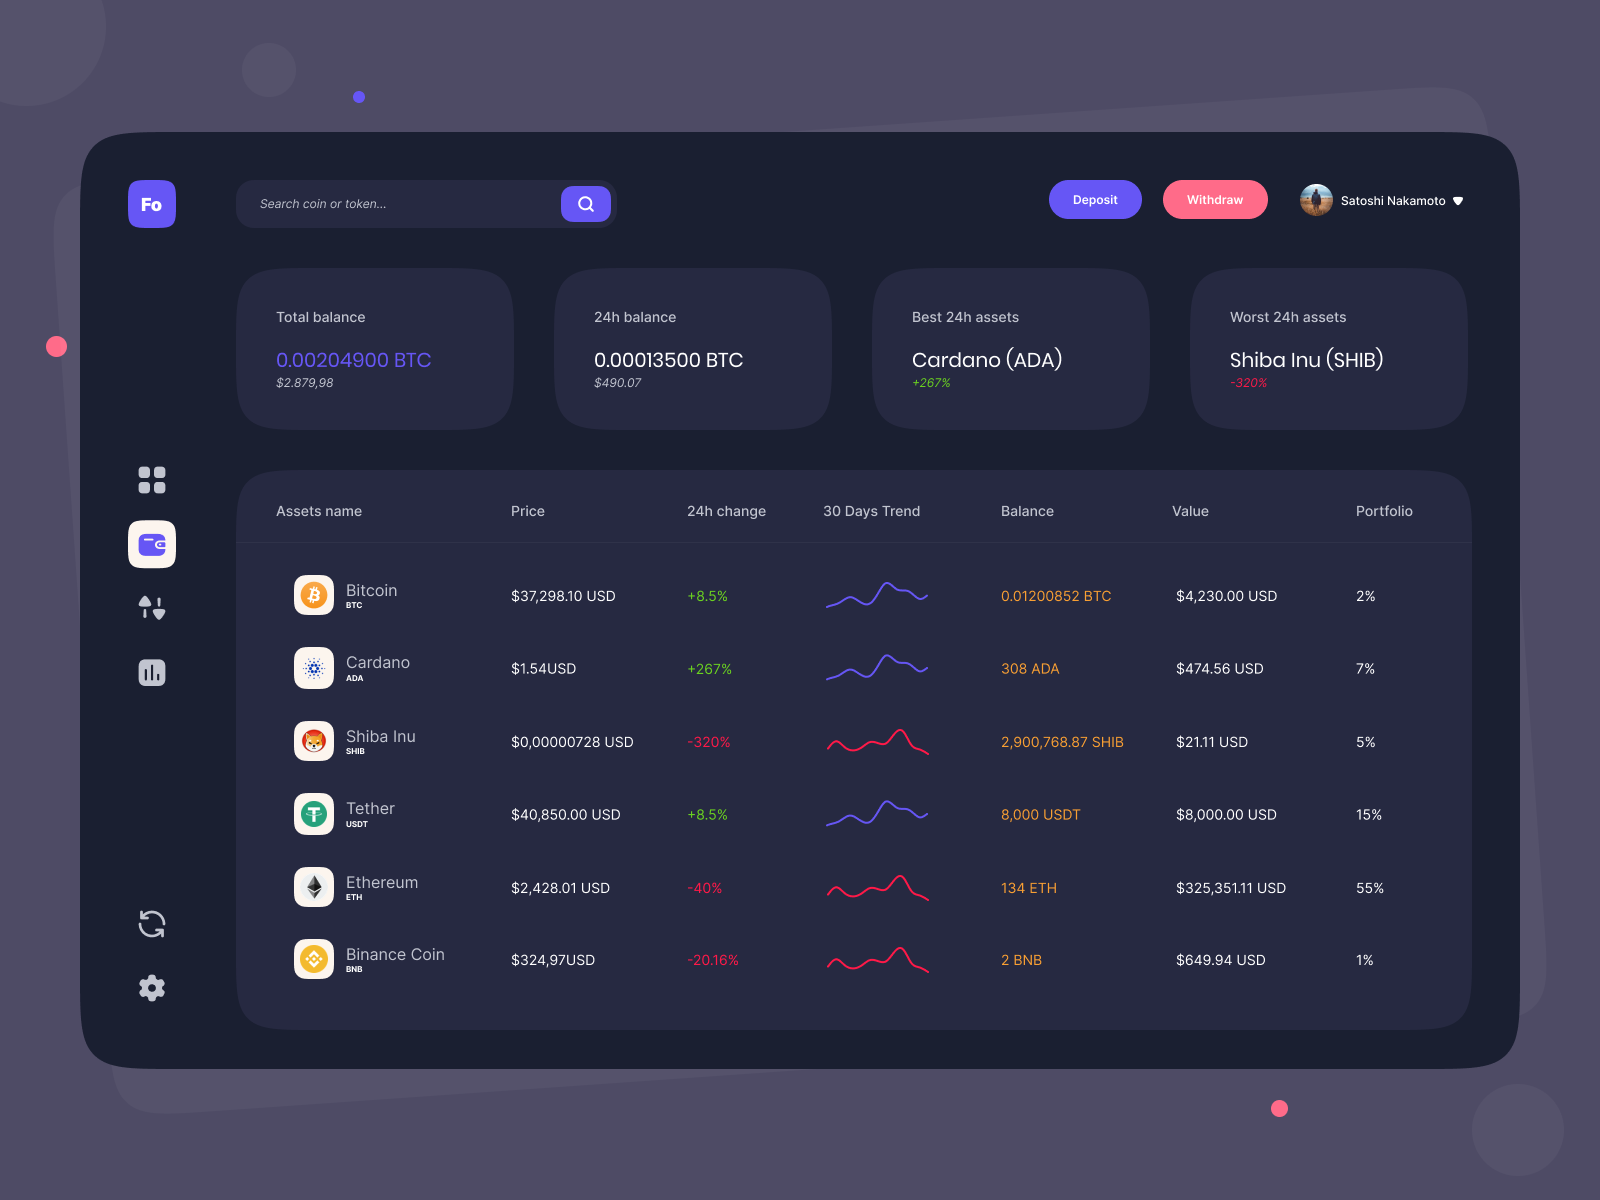 Fo
Search coin or token...
Deposit
Withdraw
Satoshi Nakamoto
Total balance
0.00204900 BTC
$2.879,98
24h balance
0.00013500 BTC
$490.07
Best 24h assets
Cardano (ADA)
+267%
Worst 24h assets
Shiba Inu (SHIB)
-320%
Assets name Price 24h change 30 Days Trend Balance Value Portfolio
Bitcoin
BTC
$37,298.10 USD +8.5% 0.01200852 BTC $4,230.00 USD 2%
Cardano
ADA
$1.54USD +267% 308 ADA $474.56 USD 7%
Shiba Inu
SHIB
$0,00000728 USD -320% 2,900,768.87 SHIB $21.11 USD 5%
Tether
USDT
$40,850.00 USD +8.5% 8,000 USDT $8,000.00 USD 15%
Ethereum
ETH
$2,428.01 USD -40% 134 ETH $325,351.11 USD 55%
Binance Coin
BNB
$324,97USD -20.16% 2 BNB $649.94 USD 1%